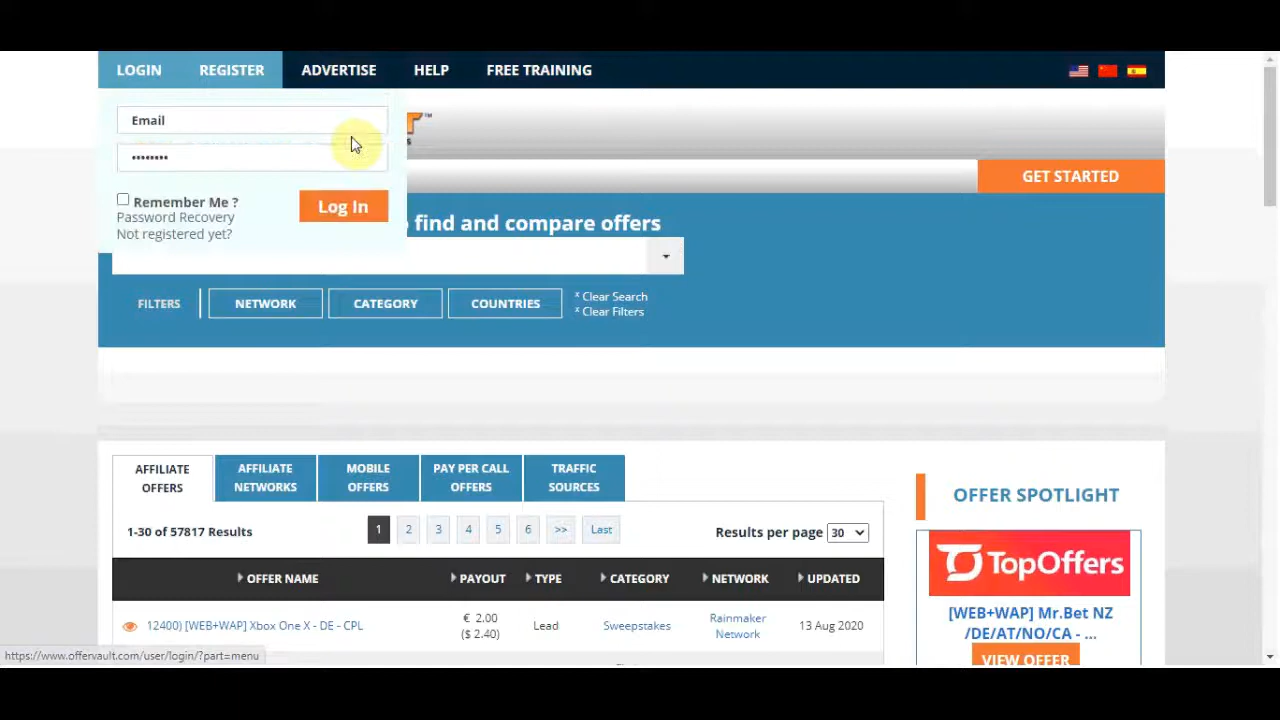 LOGIN REGISTER ADVERTISE HELP FREE TRAINING
Email
••••••••
Remember Me ?
Log In
Password Recovery
Not registered yet?
GET STARTED
find and compare offers
FILTERS NETWORK CATEGORY COUNTRIES
x Clear Search
x Clear Filters
AFFILIATE OFFERS
AFFILIATE NETWORKS
MOBILE OFFERS
PAY PER CALL OFFERS
TRAFFIC SOURCES
1-30 of 57817 Results
1 2 3 4 5 6 >> Last
Results per page 30
OFFER NAME PAYOUT TYPE CATEGORY NETWORK UPDATED
12400) [WEB+WAP] Xbox One X - DE - CPL
€ 2.00
($ 2.40)
Lead
Sweepstakes
Rainmaker
Network
13 Aug 2020
OFFER SPOTLIGHT
TopOffers
[WEB+WAP] Mr.Bet NZ
/DE/AT/NO/CA - ...
VIEW OFFER
https://www.offervault.com/user/login/?part=menu